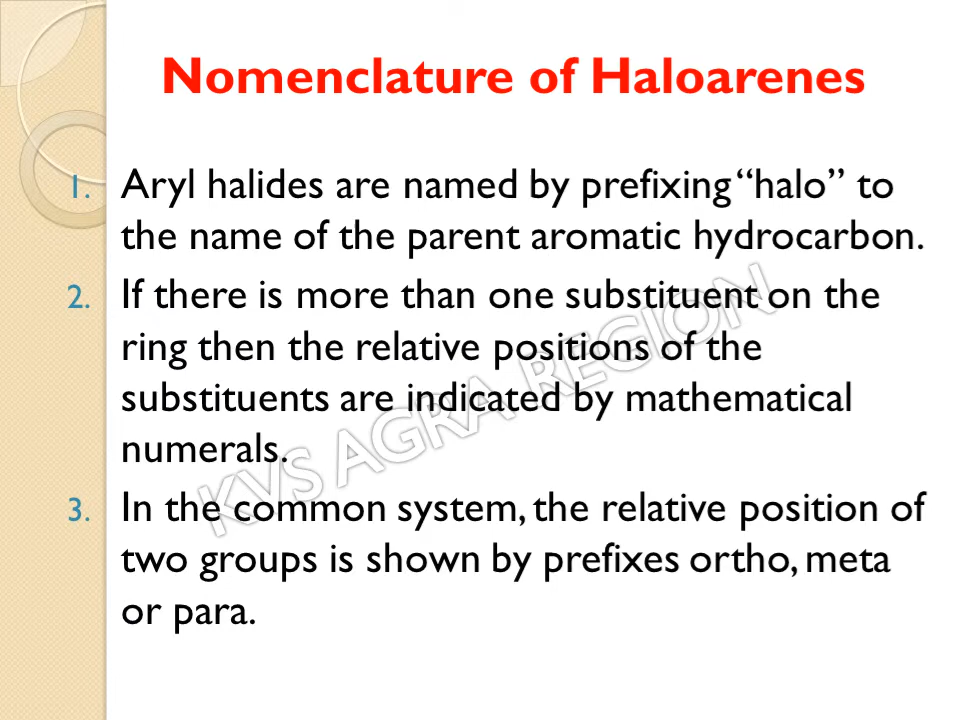 Nomenclature of Haloarenes
1. Aryl halides are named by prefixing “halo” to
the name of the parent aromatic hydrocarbon.
2. If there is more than one substituent on the
ring then the relative positions of the
substituents are indicated by mathematical
numerals.
3. In the common system, the relative position of
two groups is shown by prefixes ortho, meta
or para.
KVS AGRA REGION